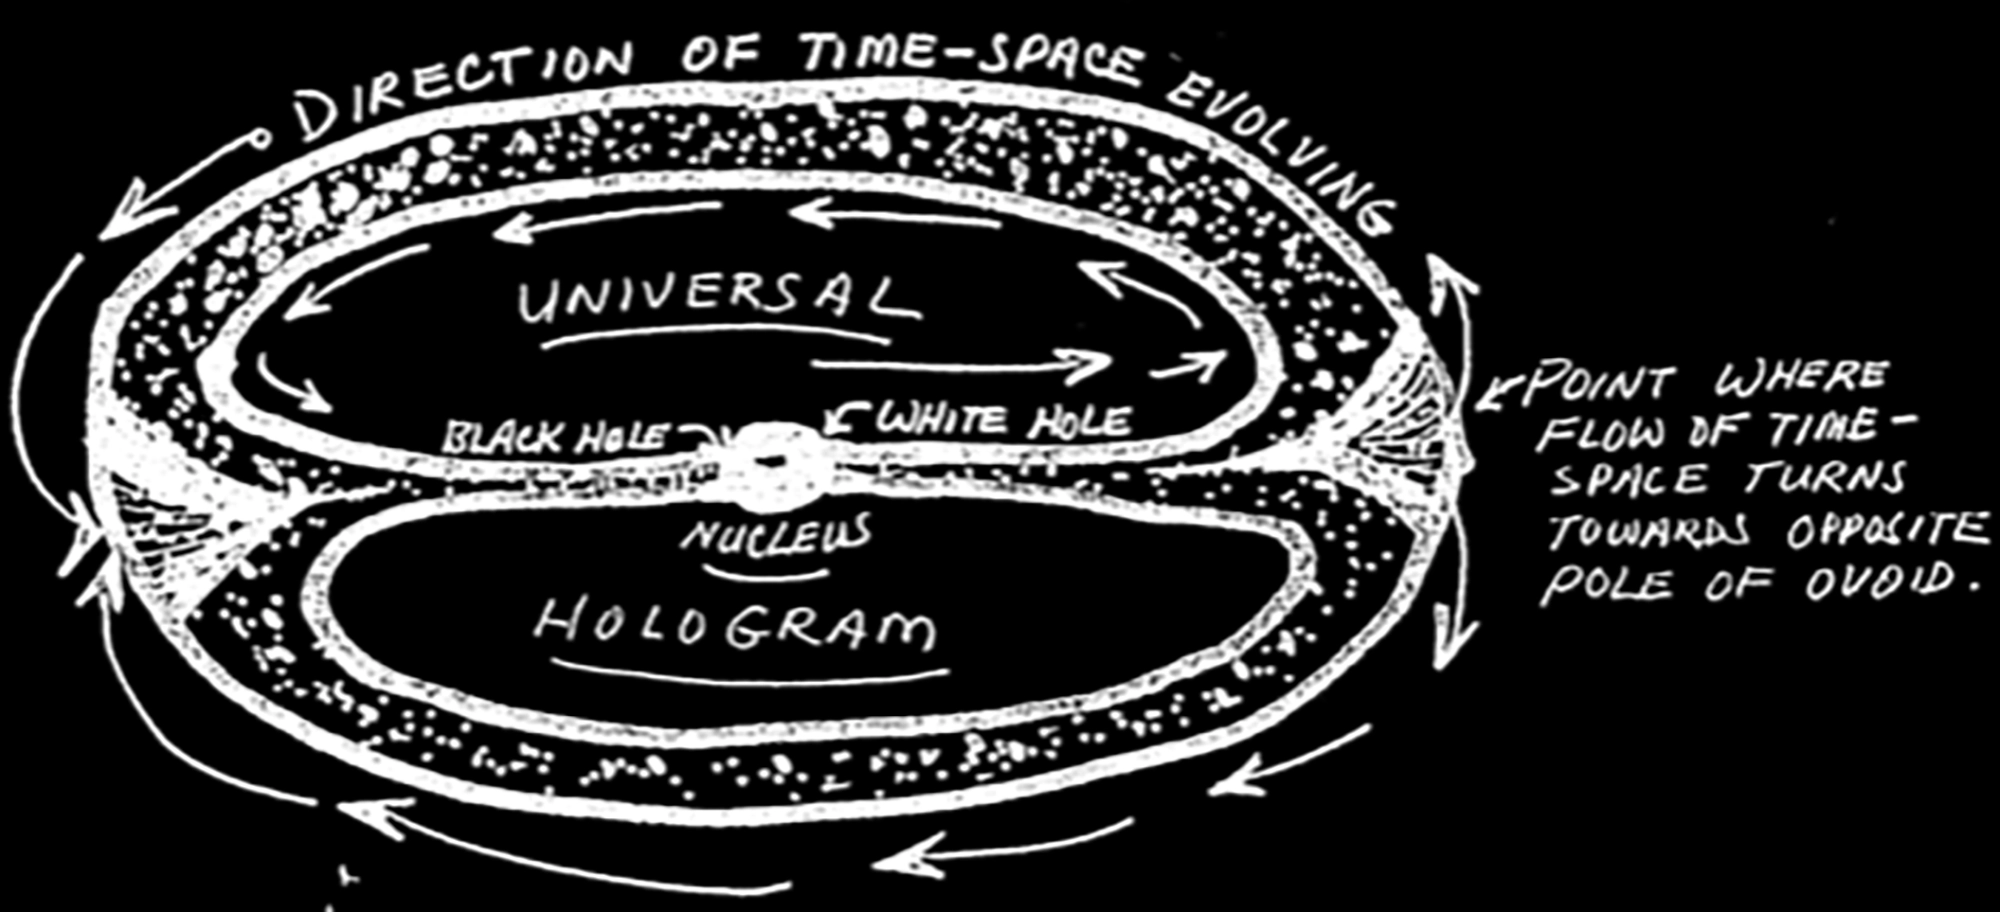 DIRECTION OF TIME-SPACE EVOLVING
UNIVERSAL
BLACK HOLE
WHITE HOLE
NUCLEUS
HOLOGRAM
POINT WHERE
FLOW OF TIME-
SPACE TURNS
TOWARDS OPPOSITE
POLE OF OVOID.